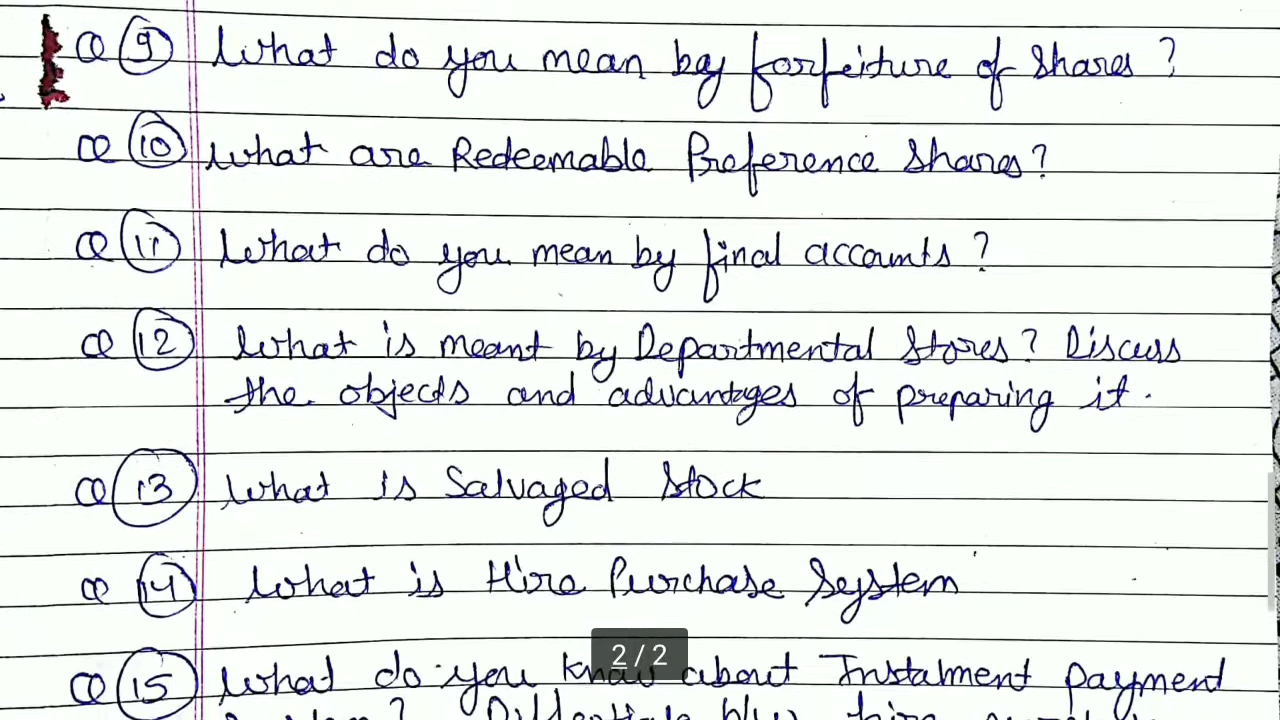 Q 9 What do you mean by forfeiture of shares?
Q 10 What are Redeemable Preference Shares?
Q 11 What do you mean by final accounts?
Q 12 What is meant by Departmental Stores? Discuss
the objects and advantages of preparing it.
Q 13 What is Salvaged Stock
Q 14 What is Hire Purchase System
2/2
Q 15 What do you know about Instalment payment